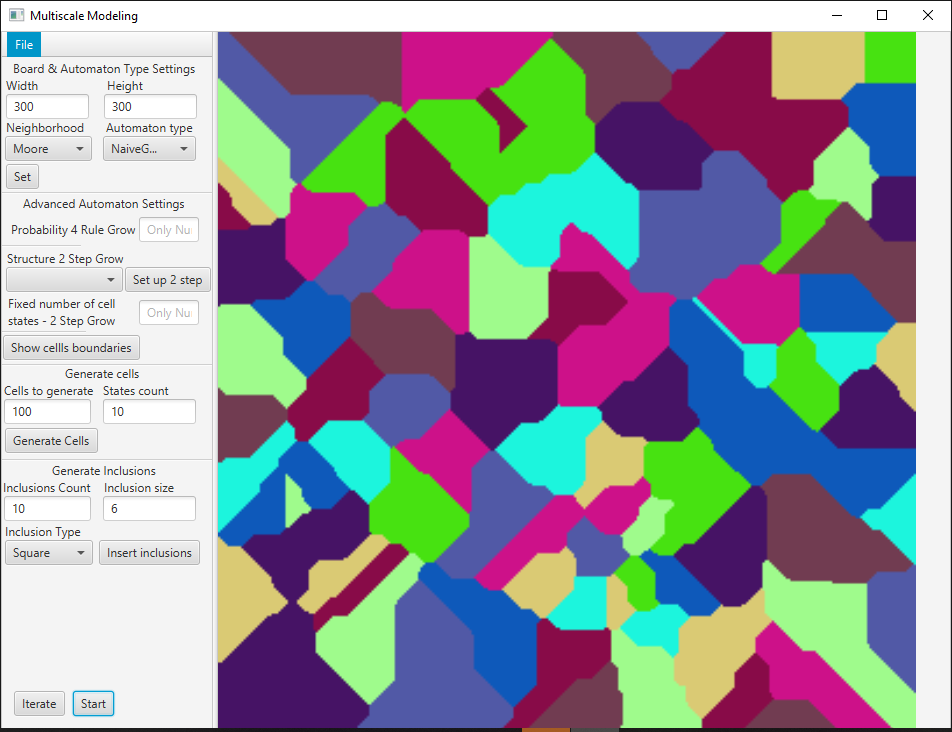 Multiscale Modeling
File
Board & Automaton Type Settings
Width Height
300 300
Neighborhood Automaton type
Moore NaiveG...
Set
Advanced Automaton Settings
Probability 4 Rule Grow Only Nu
Structure 2 Step Grow
Set up 2 step
Fixed number of cell
states - 2 Step Grow Only Nu
Show cellls boundaries
Generate cells
Cells to generate States count
100 10
Generate Cells
Generate Inclusions
Inclusions Count Inclusion size
10 6
Inclusion Type
Square Insert inclusions
Iterate Start